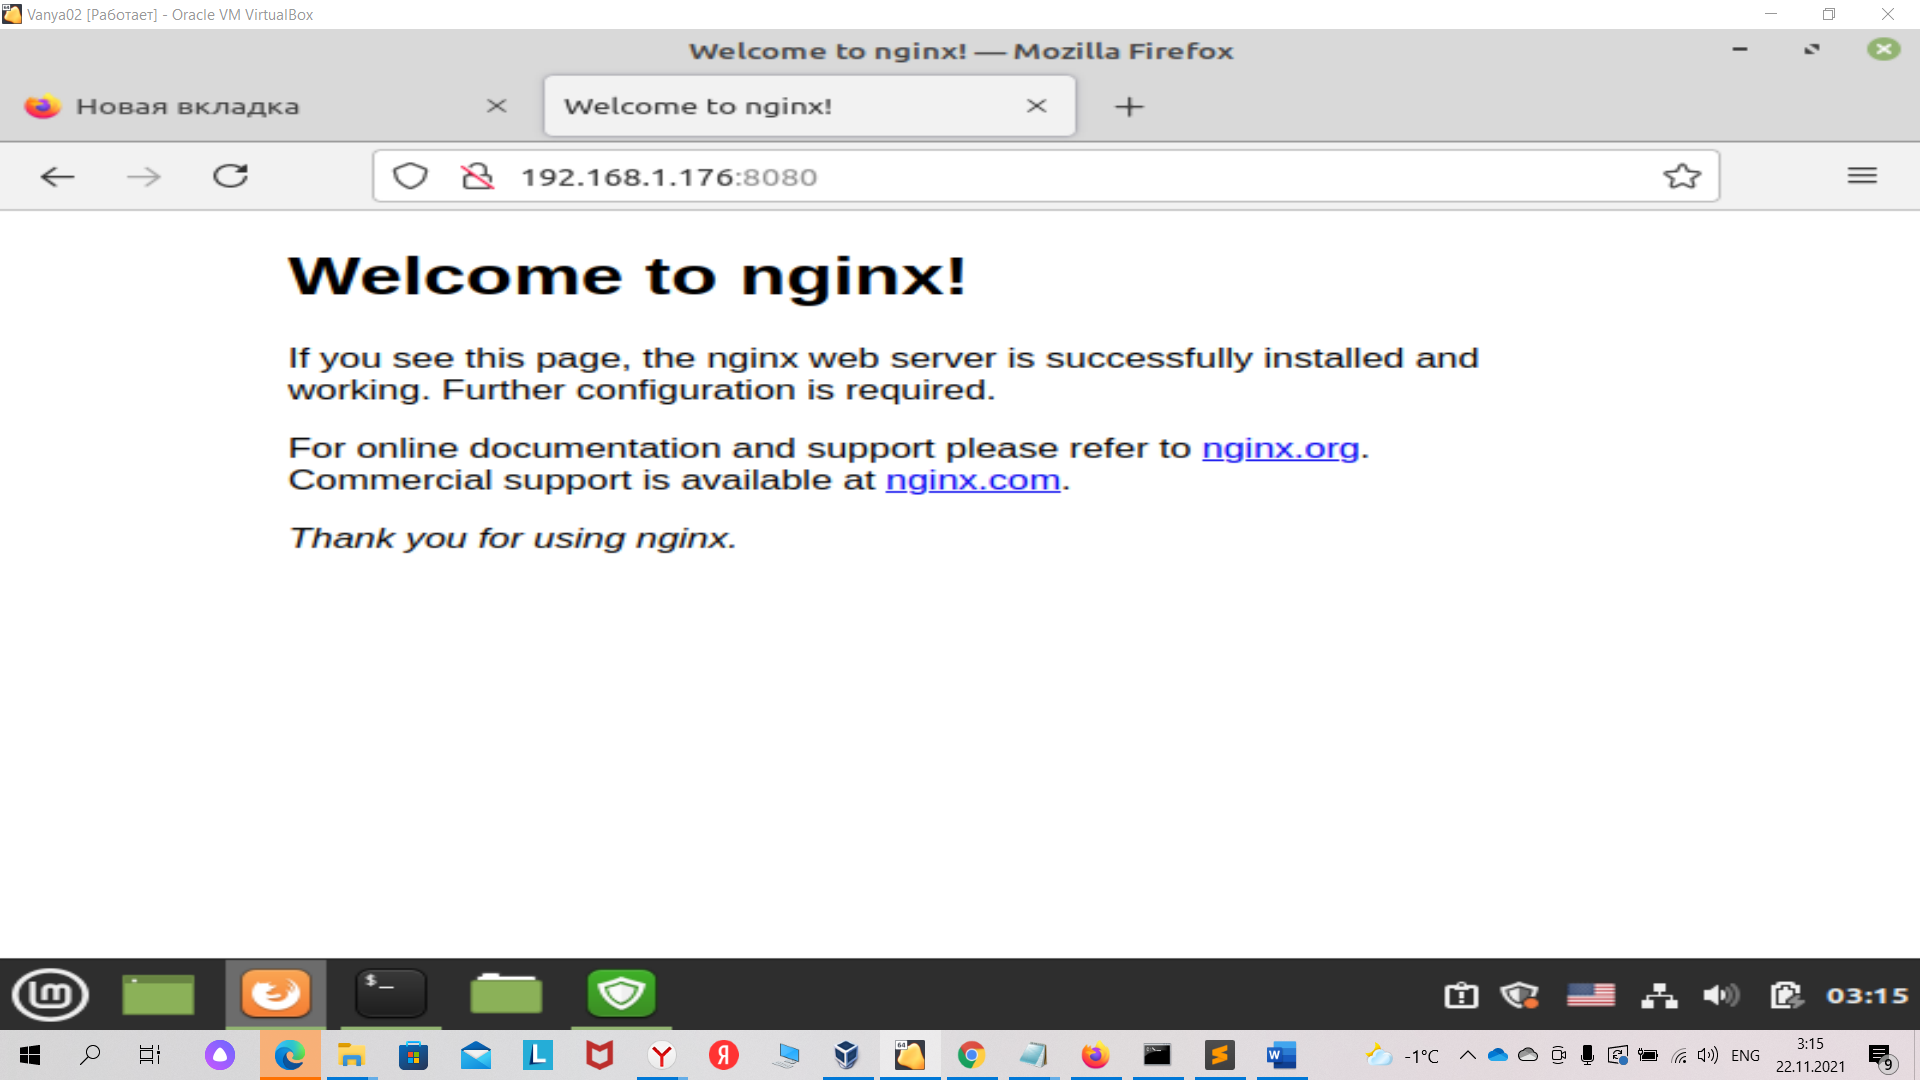 Vanya02 [Работает] - Oracle VM VirtualBox
Welcome to nginx! — Mozilla Firefox
Новая вкладка
Welcome to nginx!
192.168.1.176:8080
Welcome to nginx!
If you see this page, the nginx web server is successfully installed and
working. Further configuration is required.
For online documentation and support please refer to nginx.org.
Commercial support is available at nginx.com.
Thank you for using nginx.
$_
03:15
64
-1°C
ENG
3:15
22.11.2021
9